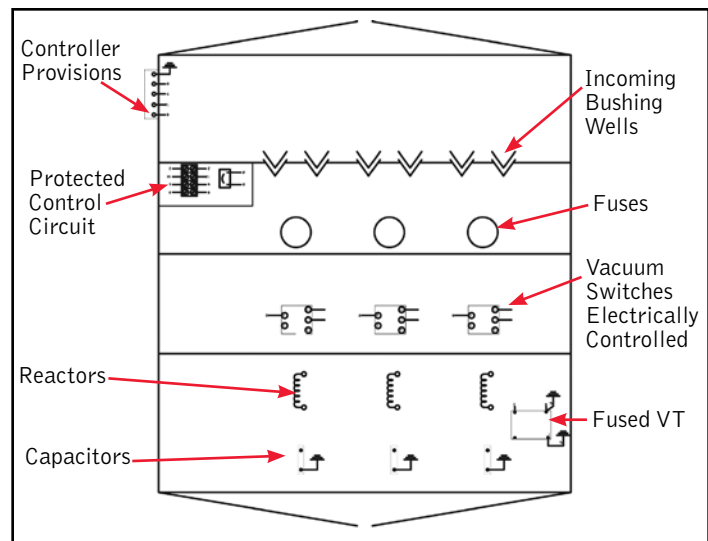 Controller
Provisions
Incoming
Bushing
Wells
Protected
Control
Circuit
Fuses
Vacuum
Switches
Electrically
Controlled
Reactors
Fused VT
Capacitors